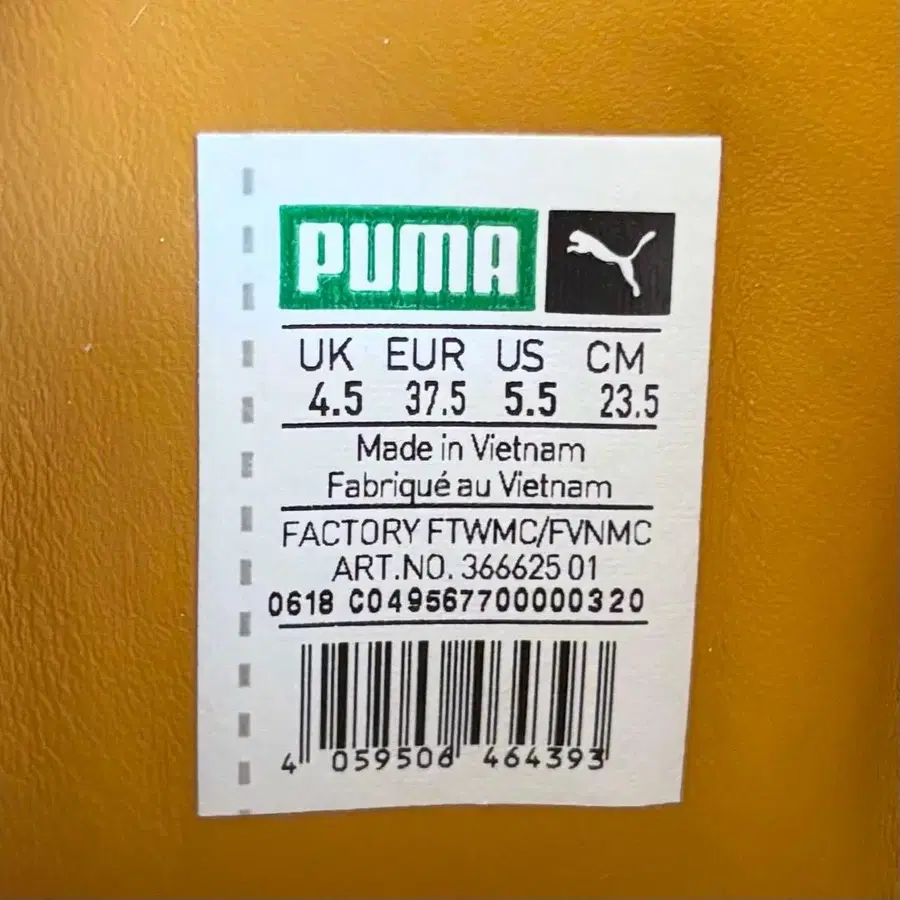 PUMA
UK EUR US CM
4.5 37.5 5.5 23.5
Made in Vietnam
Fabriqué au Vietnam
FACTORY FTWMC/FVNMC
ART.NO. 366625 01
0618 C049567700000320
4 059506 464393